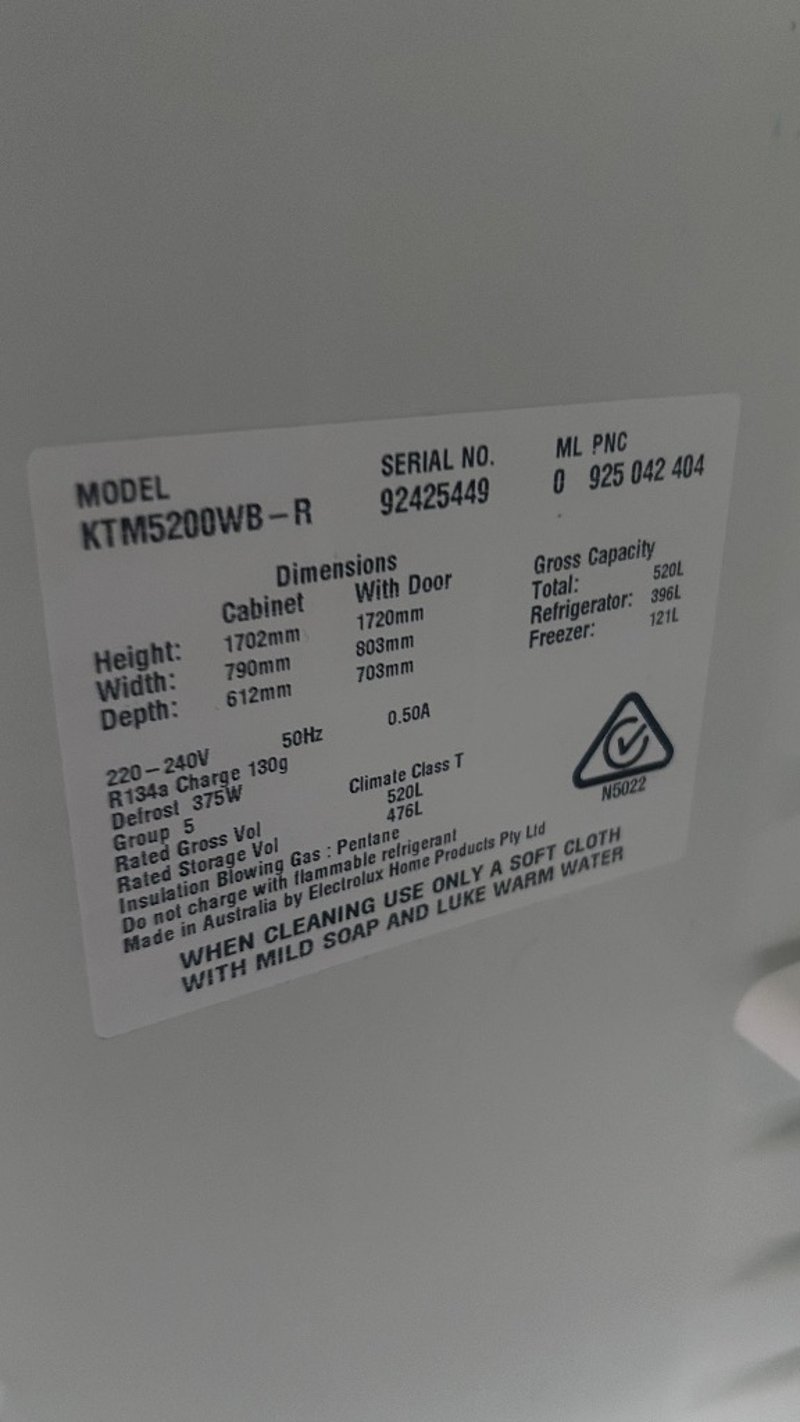 MODEL SERIAL NO. ML PNC
KTM5200WB-R 92425449 0 925 042 404
Dimensions Gross Capacity
Cabinet With Door Total: 520L
Height: 1702mm 1720mm Refrigerator: 396L
Width: 790mm 803mm Freezer: 121L
Depth: 612mm 703mm
220-240V 50Hz 0.50A
R134a Charge 130g
Defrost 375W
Group 5 Climate Class T
Rated Gross Vol 520L
Rated Storage Vol 476L
Insulation Blowing Gas : Pentane
Do not charge with flammable refrigerant
Made in Australia by Electrolux Home Products Pty Ltd
N5022
WHEN CLEANING USE ONLY A SOFT CLOTH
WITH MILD SOAP AND LUKE WARM WATER